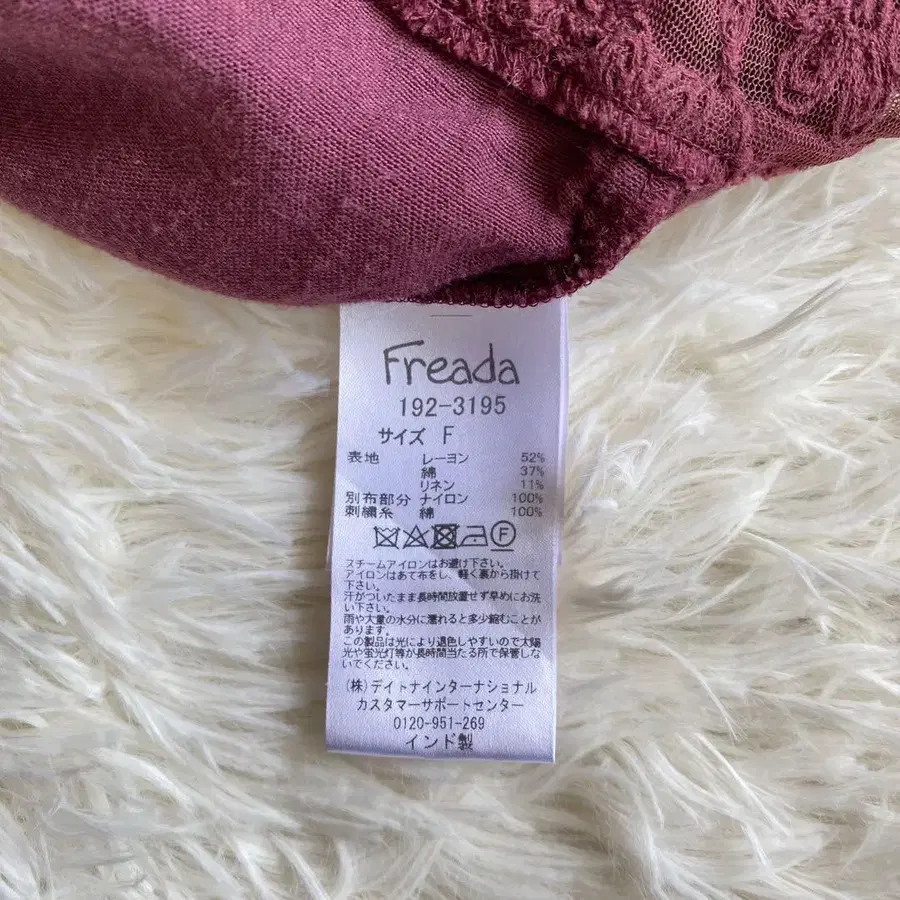 Freada
192-3195
サイズ F
表地 レーヨン 52%
綿 37%
リネン 11%
別布部分 ナイロン 100%
刺繍糸 綿 100%
スチームアイロンはお避け下さい。
アイロンはあて布をし、軽く裏から掛けて
下さい。
汗がついたまま長時間放置せず早めにお洗
い下さい。
雨や大量の水分に濡れると多少縮むことが
あります。
この製品は光により退色しやすいので太陽
光や蛍光灯等が長時間当たる所で保管しな
いでください。
(株)デイトナインターナショナル
カスタマーサポートセンター
0120-951-269
インド製